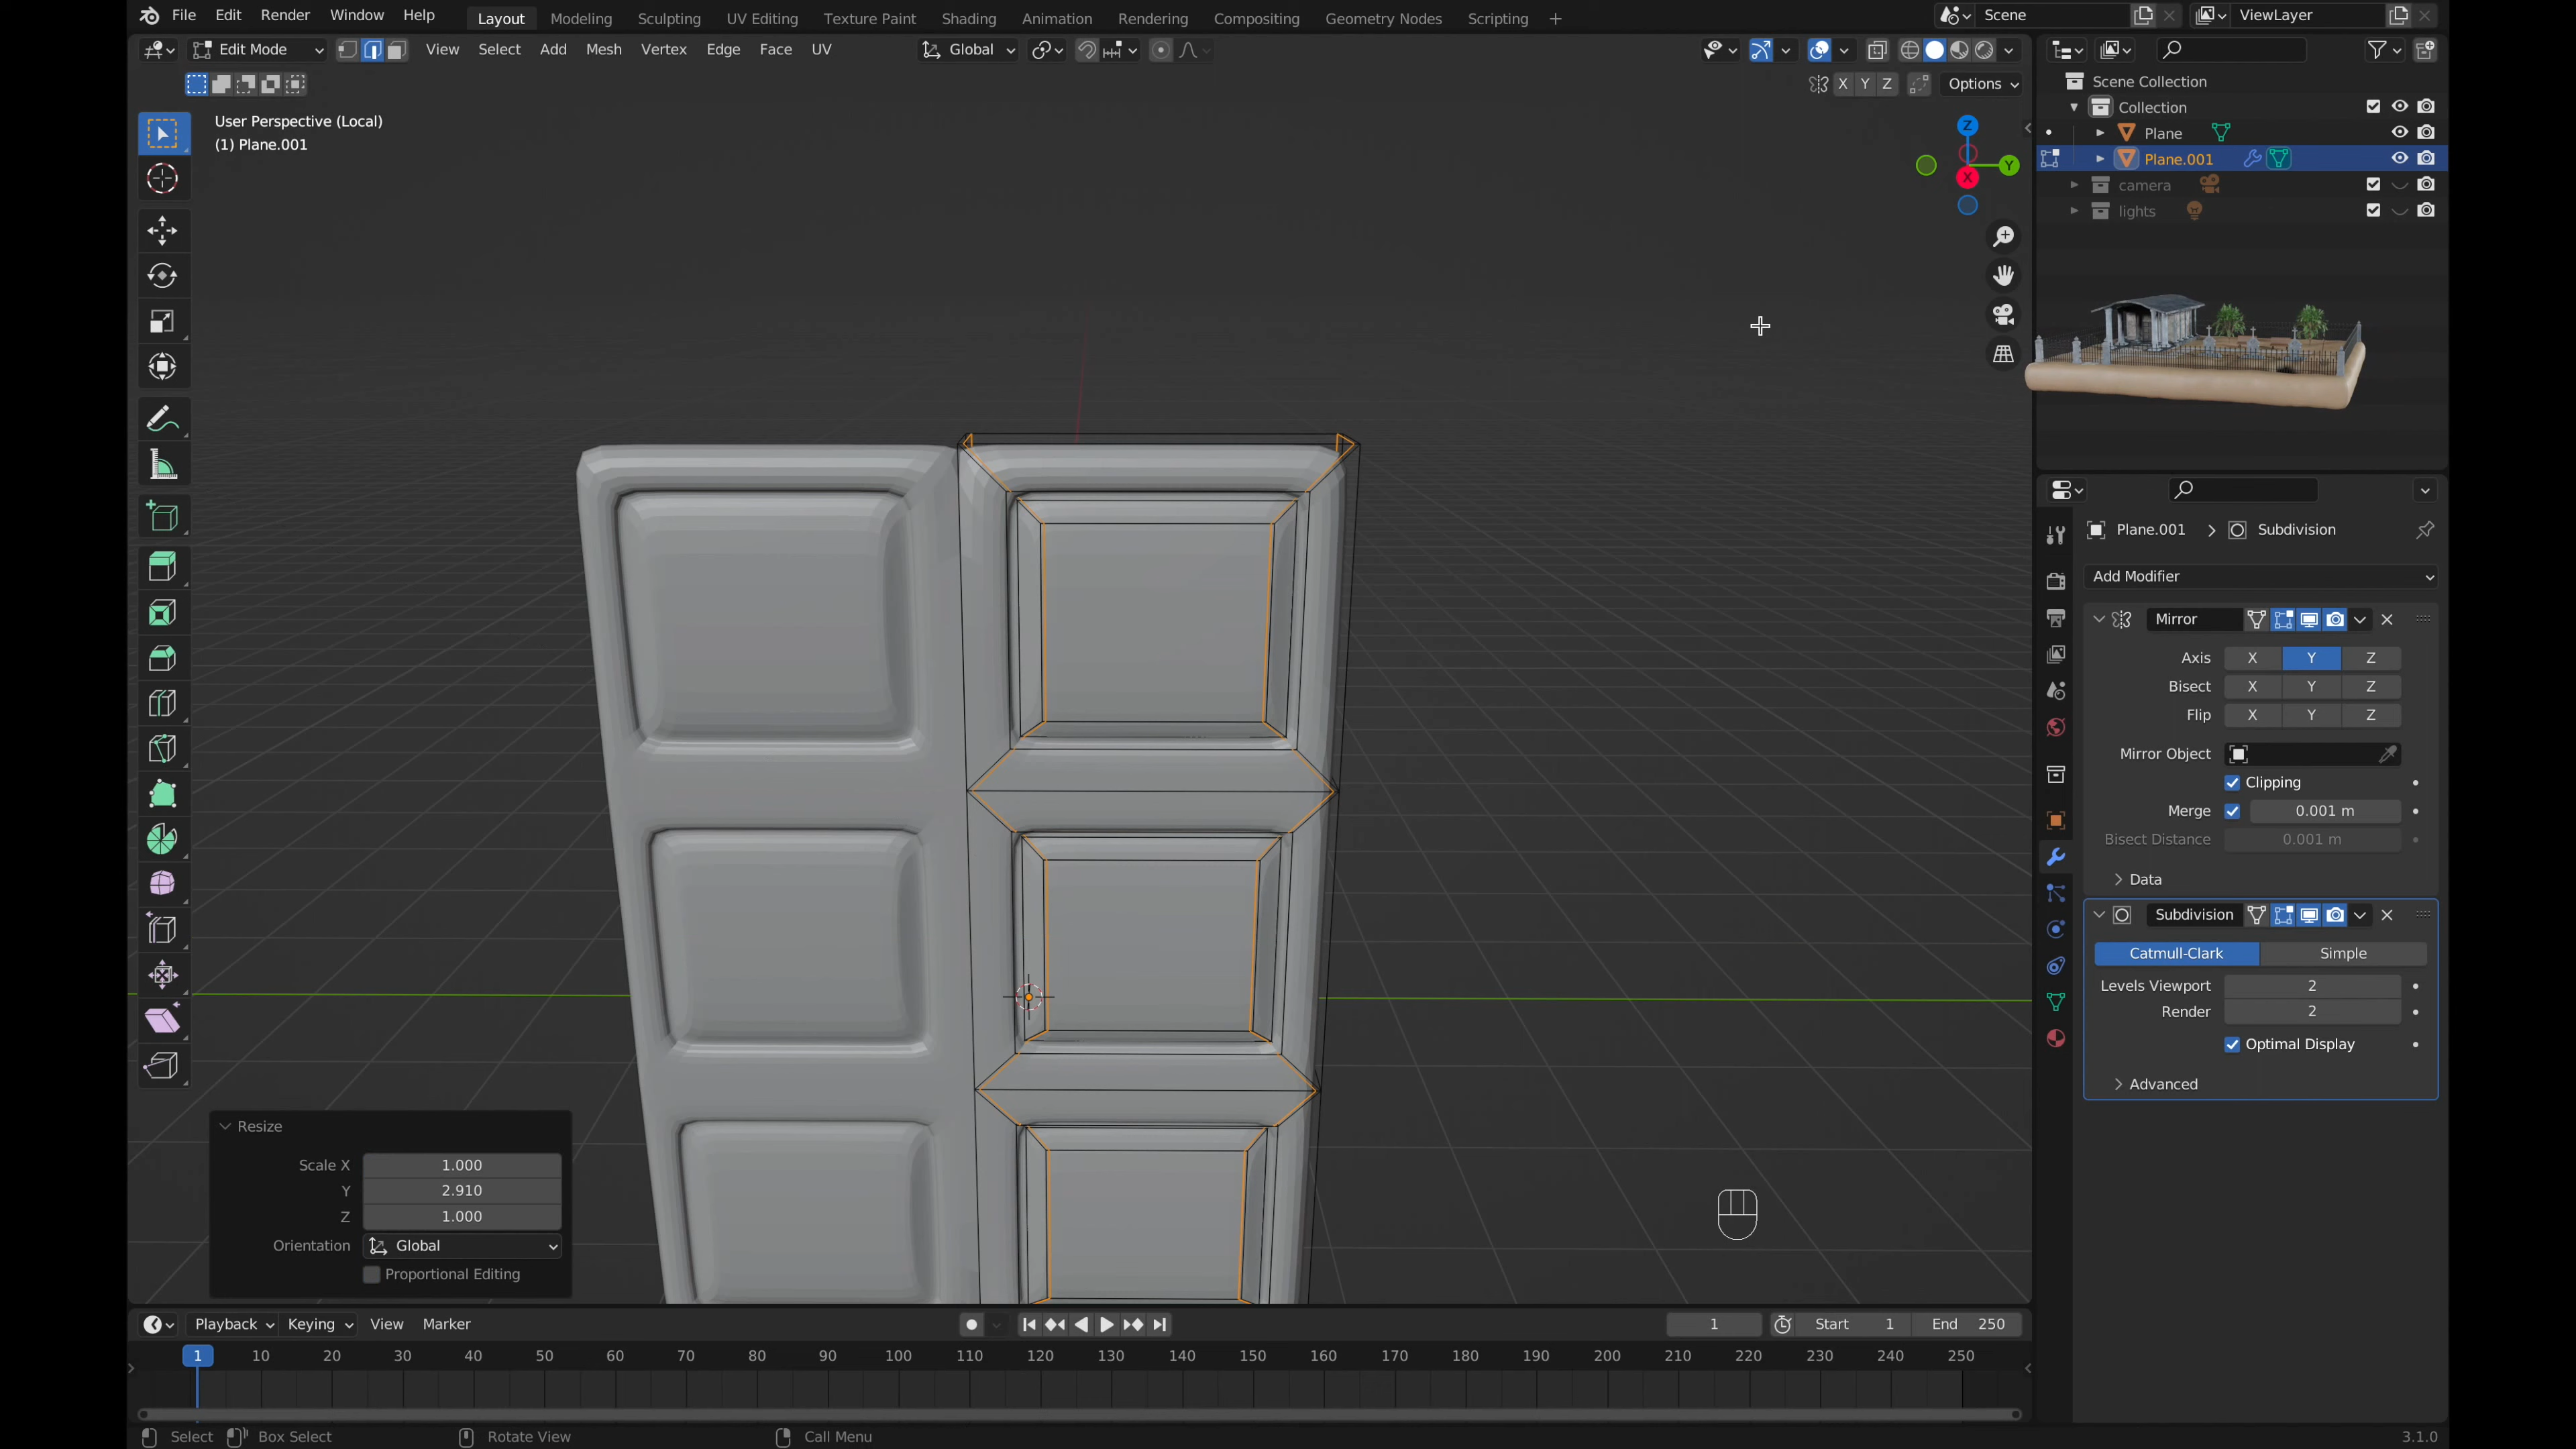 File Edit Render Window Help Layout Modeling Sculpting UV Editing Texture Paint Shading Animation Rendering Compositing Geometry Nodes Scripting + Scene ViewLayer
Edit Mode View Select Add Mesh Vertex Edge Face UV Global
X Y Z Options
User Perspective (Local)
(1) Plane.001
Z
Y
X
Scene Collection
Collection
Plane
Plane.001
camera
lights
Plane.001 > Subdivision
Add Modifier
Mirror
Axis X Y Z
Bisect X Y Z
Flip X Y Z
Mirror Object
Clipping
Merge 0.001 m
Bisect Distance 0.001 m
Data
Subdivision
Catmull-Clark Simple
Levels Viewport 2
Render 2
Optimal Display
Advanced
Resize
Scale X 1.000
Y 2.910
Z 1.000
Orientation Global
Proportional Editing
Playback Keying View Marker 1 Start 1 End 250
1 10 20 30 40 50 60 70 80 90 100 110 120 130 140 150 160 170 180 190 200 210 220 230 240 250
Select Box Select Rotate View Call Menu 3.1.0